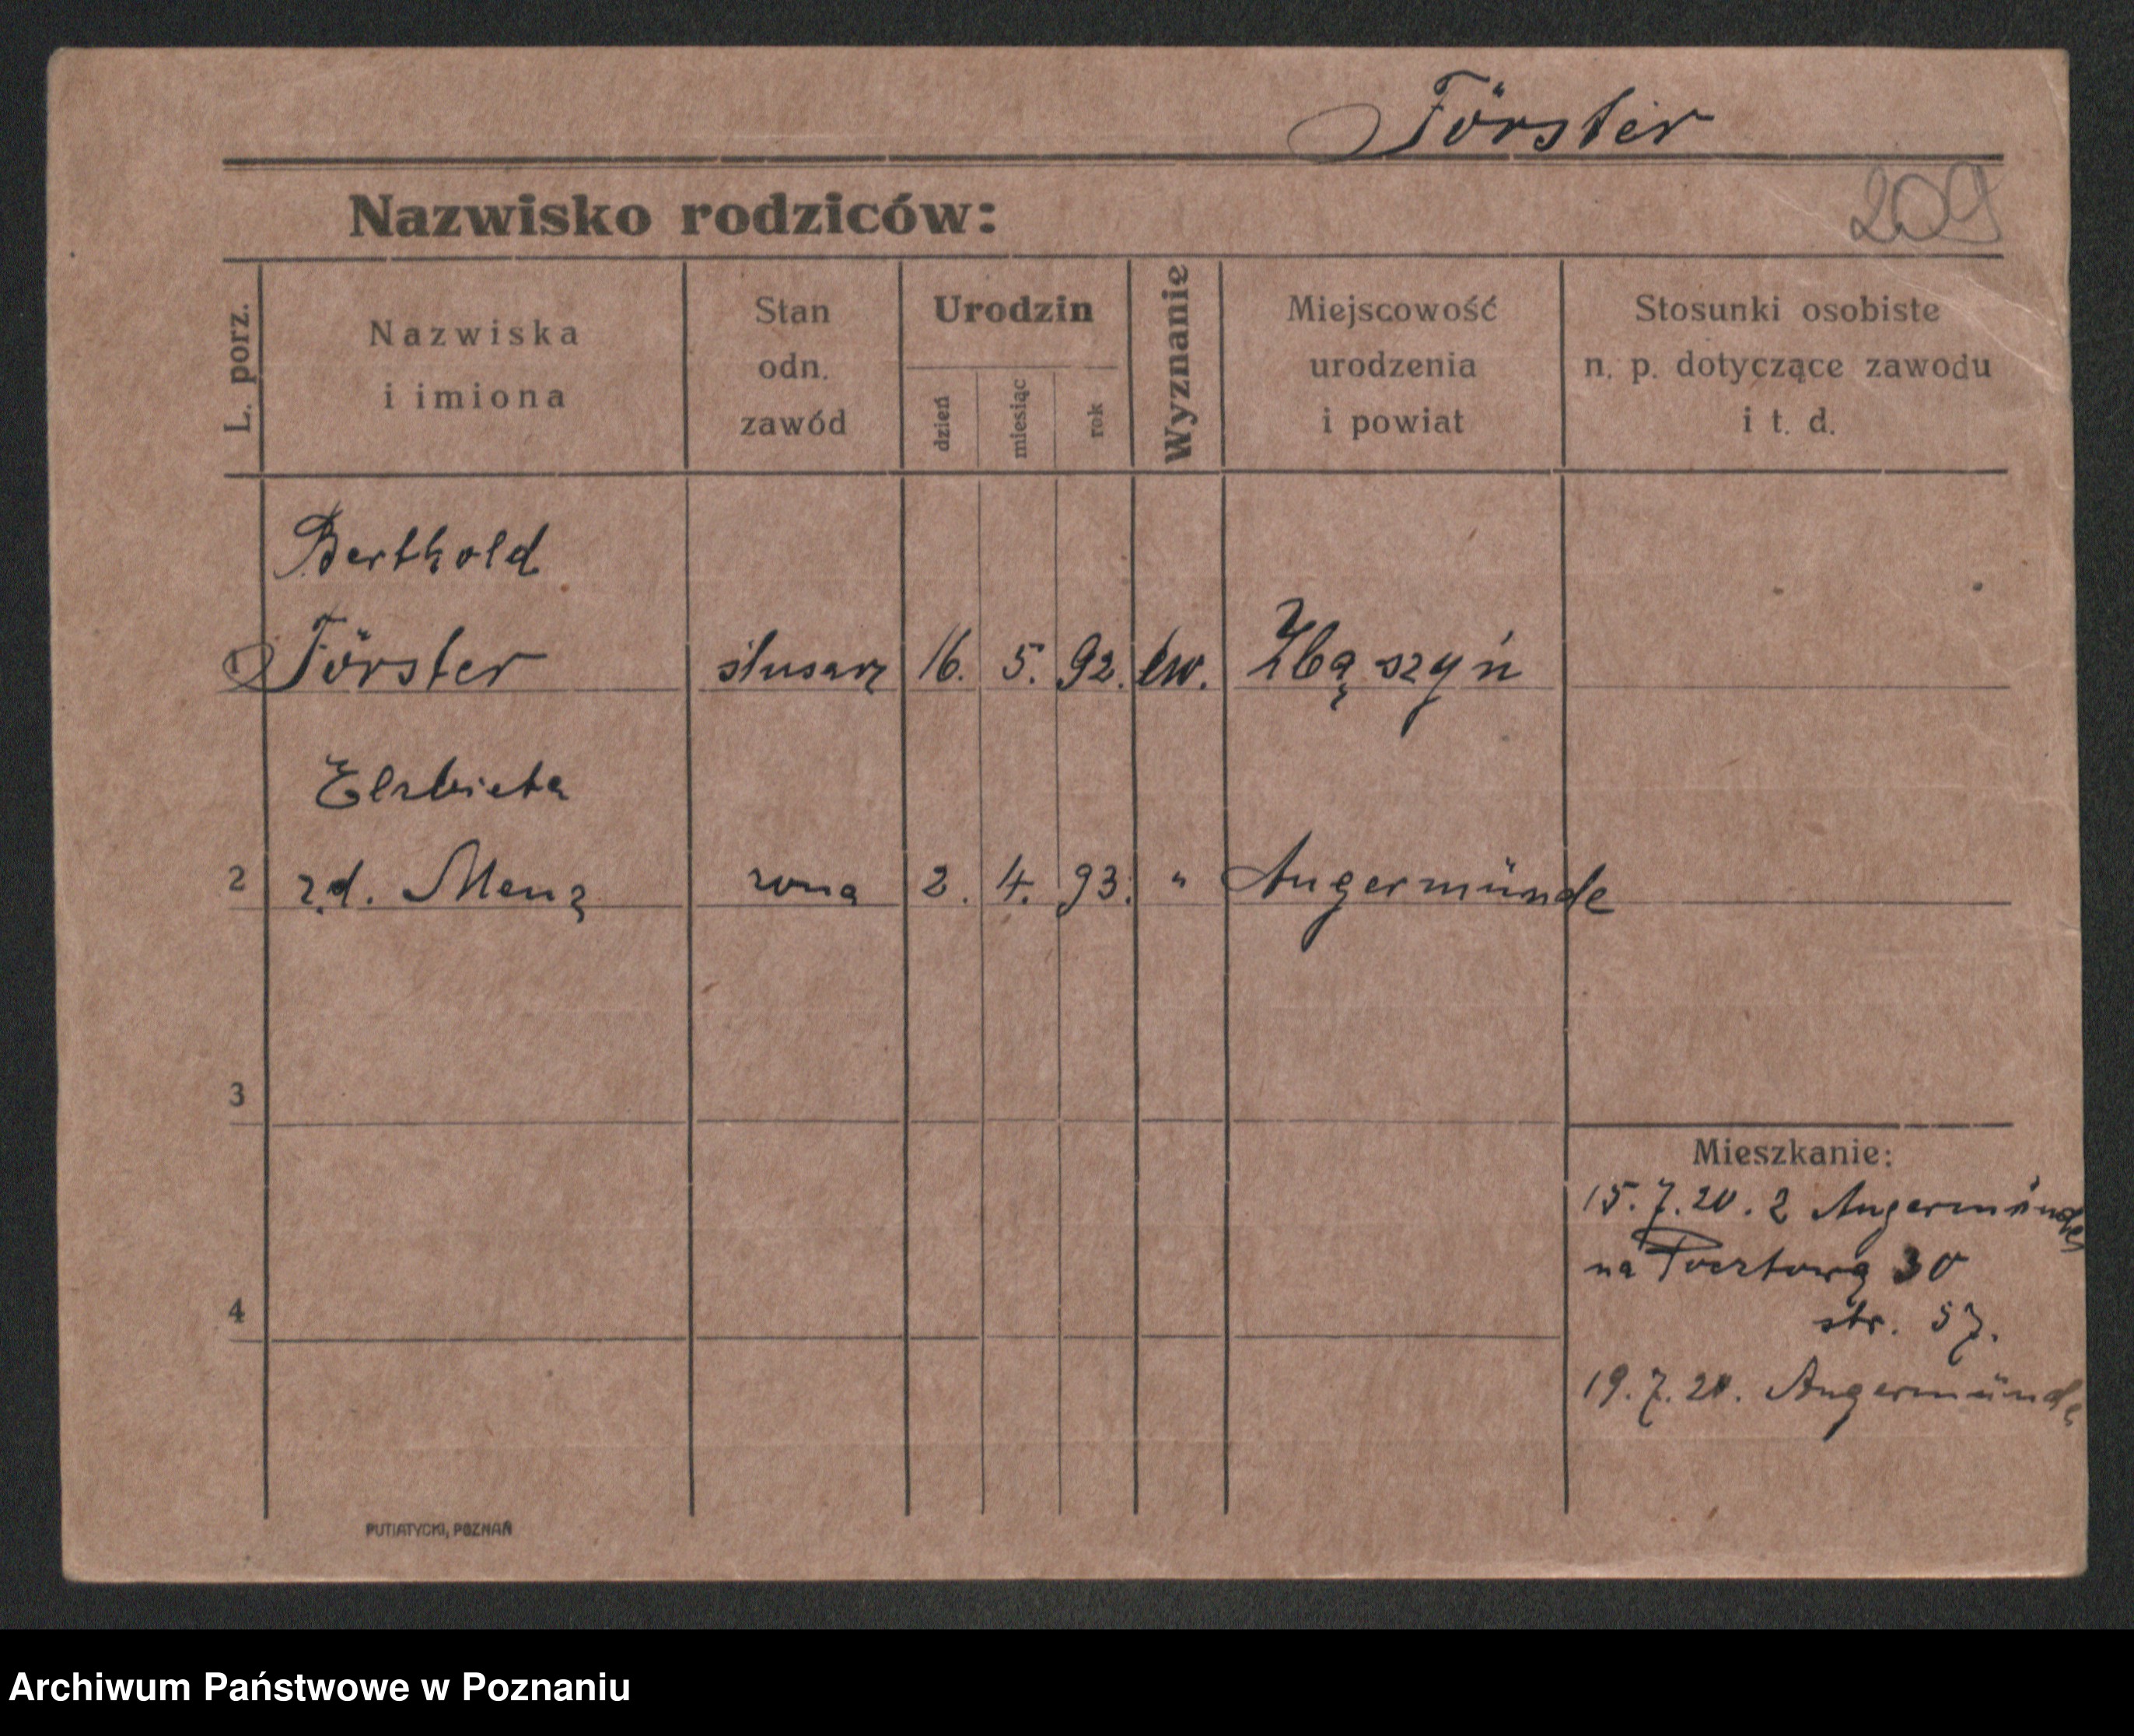 Förster
209
Nazwisko rodziców:
L. porz.
Nazwiska
i imiona
Stan
odn.
zawód
Urodzin
dzień
miesiąc
rok
Wyznanie
Miejscowość
urodzenia
i powiat
Stosunki osobiste
n. p. dotyczące zawodu
i t. d.
Berthold
1 Förster ślusarz 16. 5. 92. ew. Zbąszyń
Elzbieta
2 z.d. Menz zona 2. 4. 93. " Angermünde
3
4
Mieszkanie:
15.7.20. z Angermünde
na Pocztową 30
str. 57.
19.7.20. Angermünde
PUTIATYCKI, POZNAŃ
Archiwum Państwowe w Poznaniu